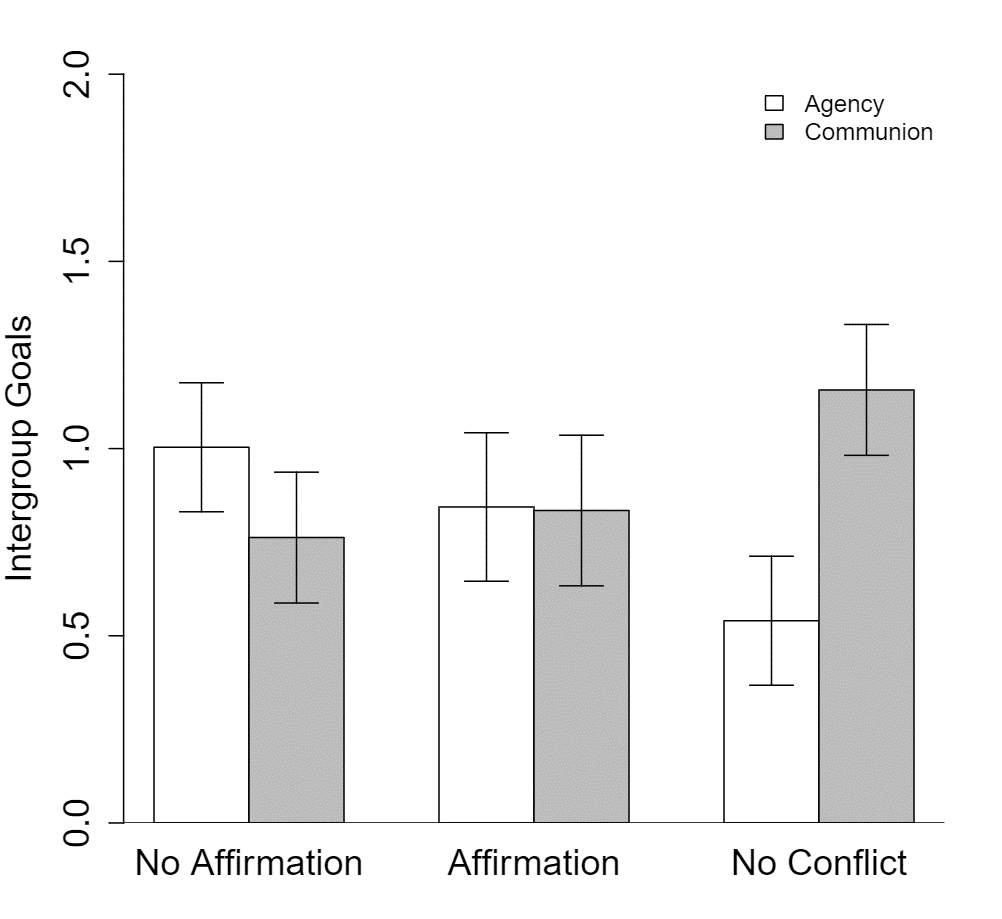 2.0
1.5
1.0
0.5
0.0
Intergroup Goals
Agency
Communion
No Affirmation
Affirmation
No Conflict